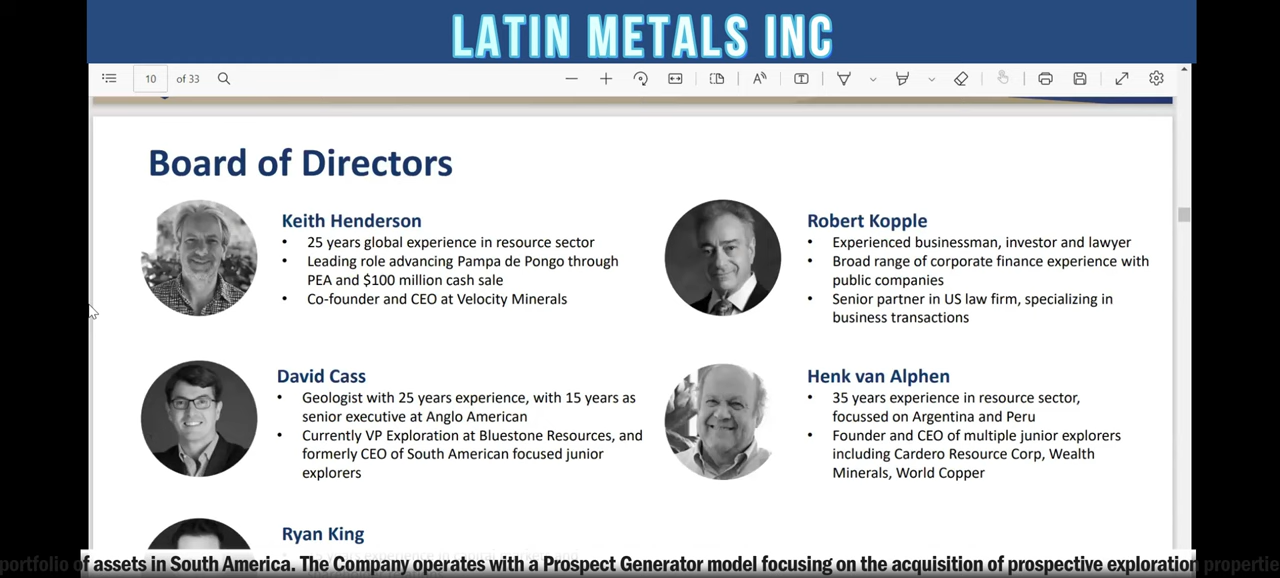 LATIN METALS INC
10 of 33
Board of Directors
Keith Henderson
• 25 years global experience in resource sector
• Leading role advancing Pampa de Pongo through
PEA and $100 million cash sale
• Co-founder and CEO at Velocity Minerals
Robert Kopple
• Experienced businessman, investor and lawyer
• Broad range of corporate finance experience with
public companies
• Senior partner in US law firm, specializing in
business transactions
David Cass
• Geologist with 25 years experience, with 15 years as
senior executive at Anglo American
• Currently VP Exploration at Bluestone Resources, and
formerly CEO of South American focused junior
explorers
Henk van Alphen
• 35 years experience in resource sector,
focussed on Argentina and Peru
• Founder and CEO of multiple junior explorers
including Cardero Resource Corp, Wealth
Minerals, World Copper
Ryan King
portfolio of assets in South America. The Company operates with a Prospect Generator model focusing on the acquisition of prospective exploration